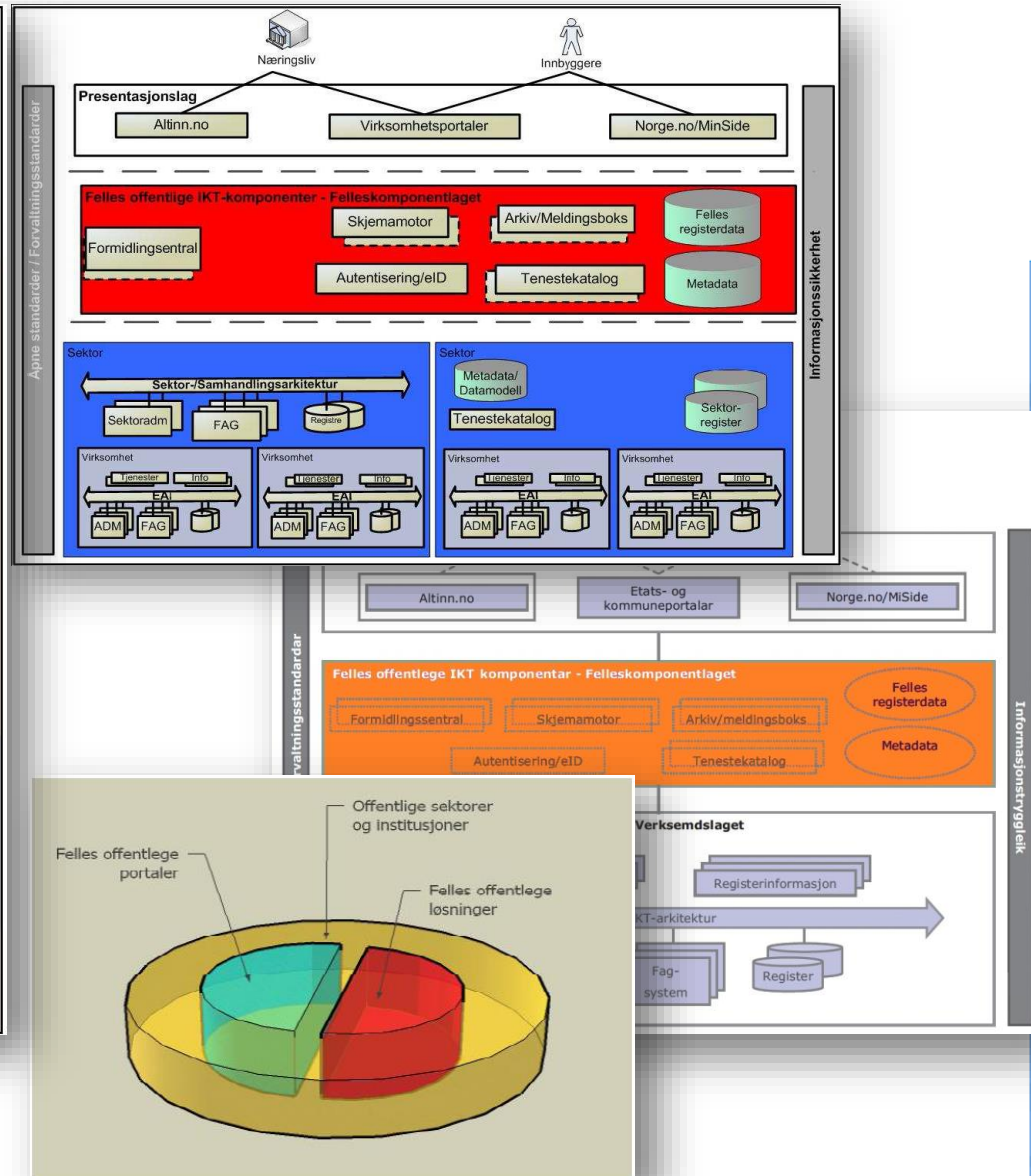 Næringsliv
Innbyggere
Presentasjonslag
Altinn.no
Virksomhetsportaler
Norge.no/MinSide
Åpne standarder / Forvaltningsstandarder
Informasjonssikkerhet
Felles offentlige IKT-komponenter - Felleskomponentlaget
Formidlingsentral
Skjemamotor
Arkiv/Meldingsboks
Felles
registerdata
Autentisering/eID
Tenestekatalog
Metadata
Sektor
Sektor-/Samhandlingsarkitektur
Sektoradm
FAG
Registre
Virksomhet
Tjenester
Info
EAI
ADM
FAG
Virksomhet
Tjenester
Info
EAI
ADM
FAG
Sektor
Metadata/
Datamodell
Tenestekatalog
Sektor-
register
Virksomhet
Tjenester
Info
EAI
ADM
FAG
Virksomhet
Tjenester
Info
EAI
ADM
FAG
Altinn.no
Etats- og
kommuneportalar
Norge.no/MiSide
rvaltningsstandardar
Informasjonstryggleik
Felles offentlege IKT komponentar - Felleskomponentlaget
Formidlingssentral
Skjemamotor
Arkiv/meldingsboks
Felles
registerdata
Autentisering/eID
Tenestekatalog
Metadata
Verksemdslaget
Registerinformasjon
KT-arkitektur
Fag-
system
Register
Offentlige sektorer
og institusjoner
Felles offentlege
portaler
Felles offentlege
løsninger